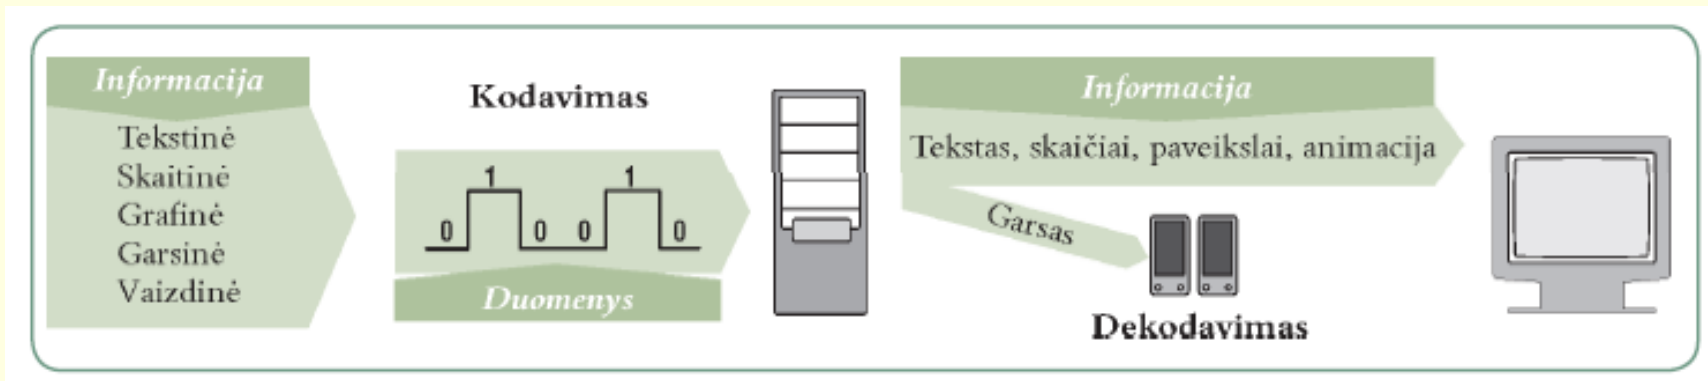 Informacija
Tekstinė
Skaitinė
Grafinė
Garsinė
Vaizdinė
Kodavimas
0 1 0 0 1 0
Duomenys
Informacija
Tekstas, skaičiai, paveikslai, animacija
Garsas
Dekodavimas